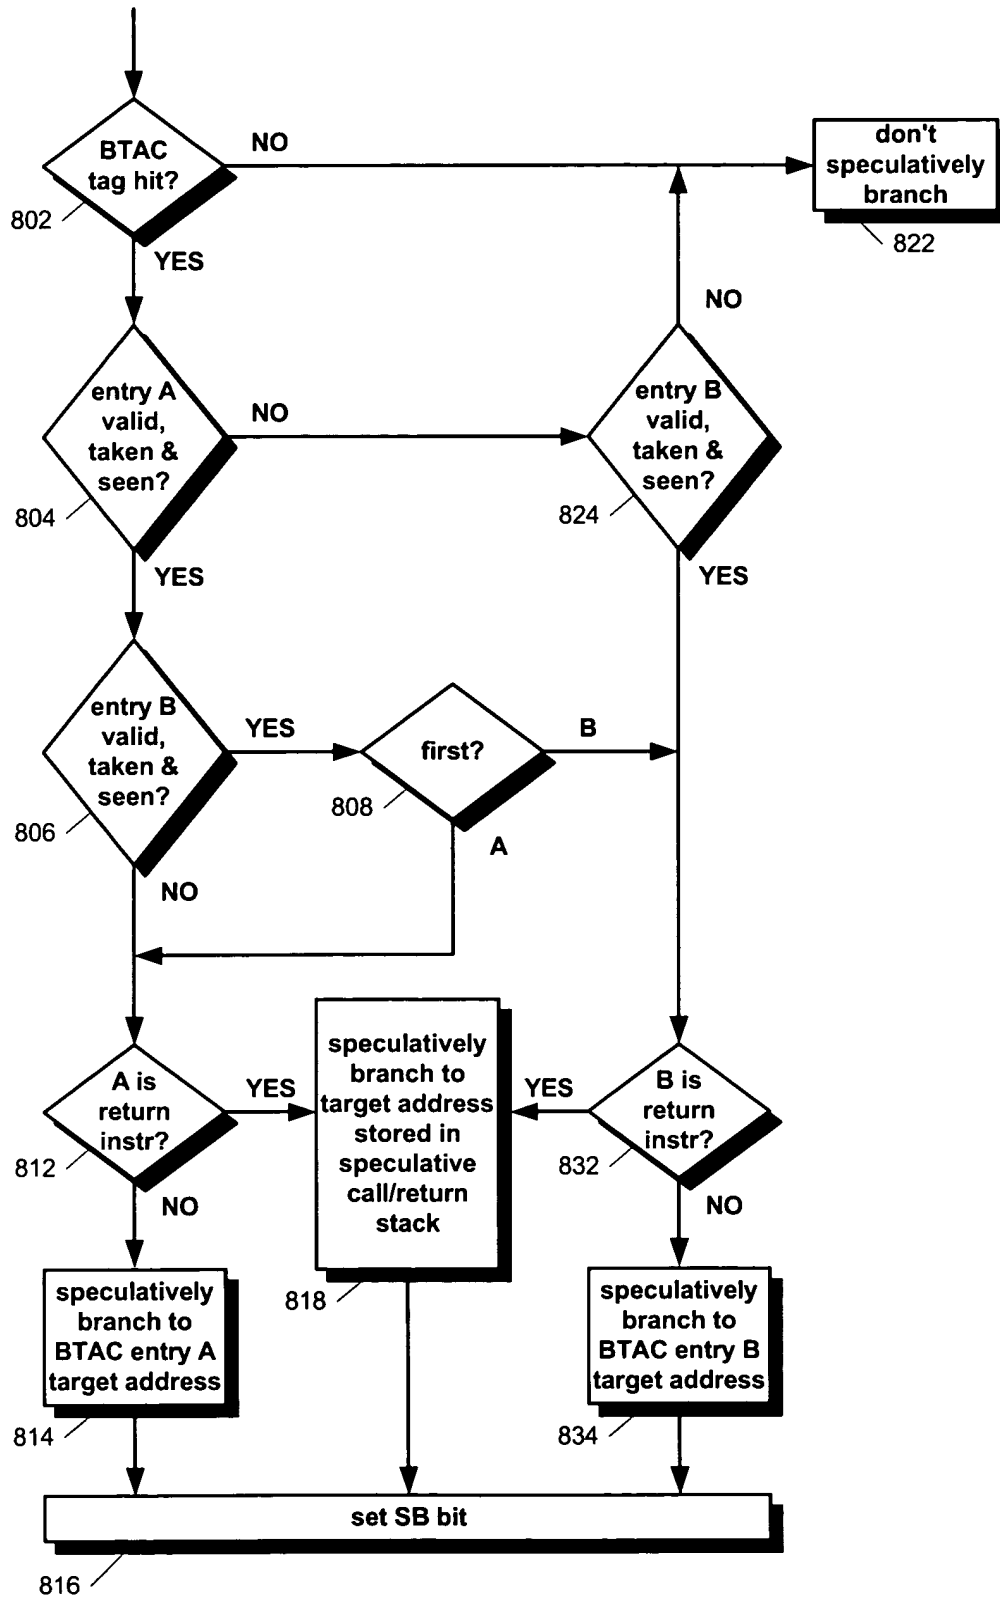 BTAC
tag hit?
NO
802
YES
don't
speculatively
branch
822
NO
entry A
valid,
taken &
seen?
NO
804
YES
entry B
valid,
taken &
seen?
824
YES
entry B
valid,
taken &
seen?
YES
806
NO
first?
B
808
A
A is
return
instr?
YES
812
NO
speculatively
branch to
target address
stored in
speculative
call/return
stack
818
YES
B is
return
instr?
832
NO
speculatively
branch to
BTAC entry A
target address
814
speculatively
branch to
BTAC entry B
target address
834
set SB bit
816